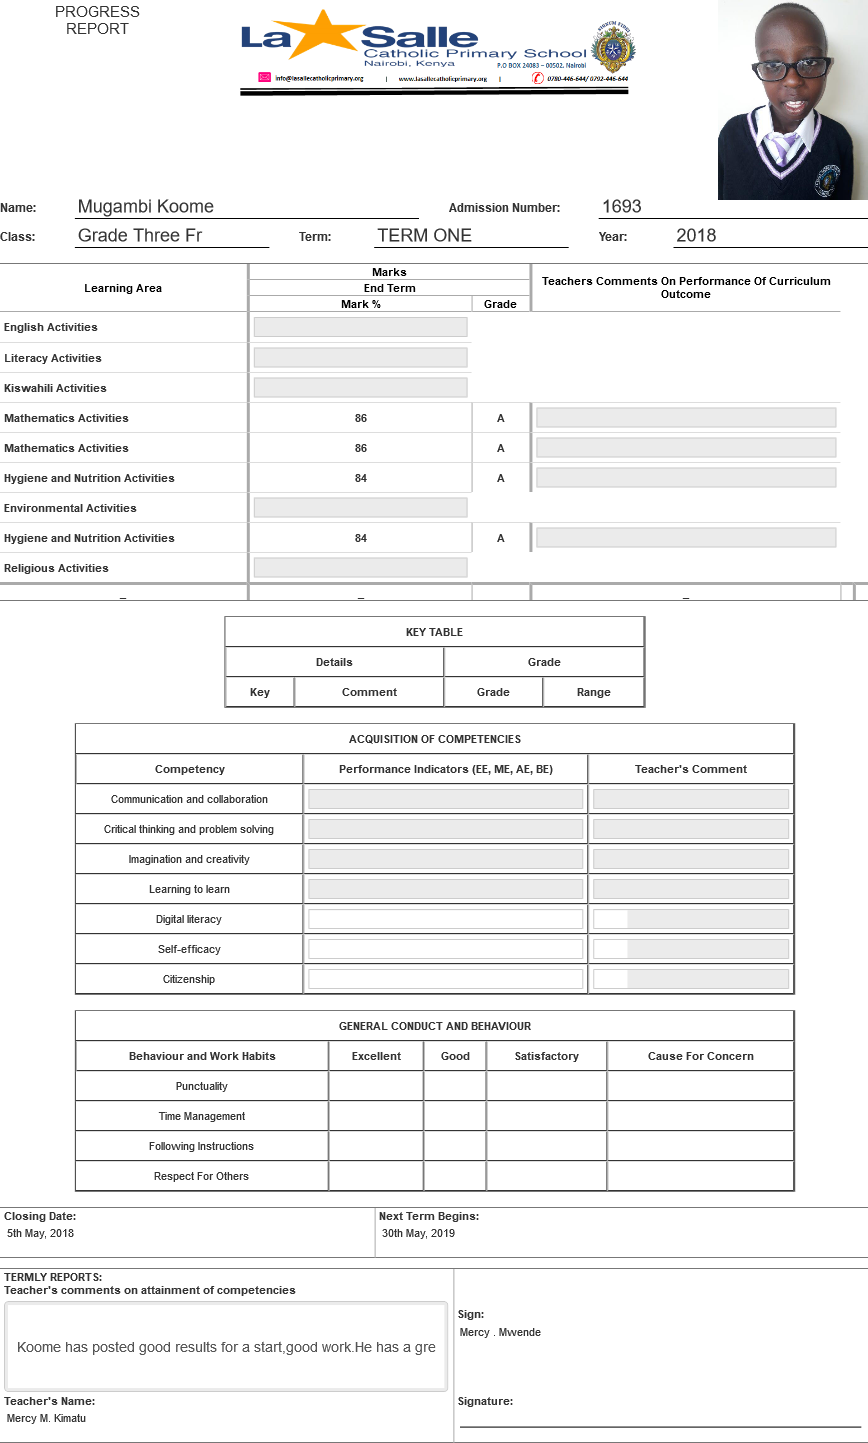 PROGRESS
REPORT
La Salle
Catholic Primary School
Nairobi, Kenya
P.O BOX 24083 – 00502, Nairobi
info@lasallecatholicprimary.org | www.lasallecatholicprimary.org | 0780-446-644/ 0792-446-644
Name: Mugambi Koome Admission Number: 1693
Class: Grade Three Fr Term: TERM ONE Year: 2018
Learning Area Marks Teachers Comments On Performance Of Curriculum Outcome
End Term
Mark % Grade
English Activities
Literacy Activities
Kiswahili Activities
Mathematics Activities 86 A
Mathematics Activities 86 A
Hygiene and Nutrition Activities 84 A
Environmental Activities
Hygiene and Nutrition Activities 84 A
Religious Activities
_ _ _
KEY TABLE
Details Grade
Key Comment Grade Range
ACQUISITION OF COMPETENCIES
Competency Performance Indicators (EE, ME, AE, BE) Teacher's Comment
Communication and collaboration
Critical thinking and problem solving
Imagination and creativity
Learning to learn
Digital literacy
Self-efficacy
Citizenship
GENERAL CONDUCT AND BEHAVIOUR
Behaviour and Work Habits Excellent Good Satisfactory Cause For Concern
Punctuality
Time Management
Following Instructions
Respect For Others
Closing Date: Next Term Begins:
5th May, 2018 30th May, 2019
TERMLY REPORTS:
Teacher's comments on attainment of competencies
Koome has posted good results for a start,good work.He has a gre
Sign:
Mercy . Mwende
Teacher's Name: Signature:
Mercy M. Kimatu